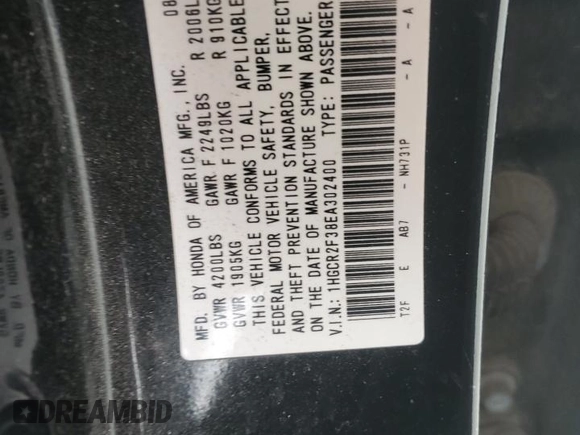 MFD. BY HONDA OF AMERICA MFG., INC. 08
GVWR 4200LBS GAWR F 2249LBS R 2006L
GVWR 1905KG GAWR F 1020KG R 910KG
THIS VEHICLE CONFORMS TO ALL APPLICABLE
FEDERAL MOTOR VEHICLE SAFETY, BUMPER,
AND THEFT PREVENTION STANDARDS IN EFFECT
ON THE DATE OF MANUFACTURE SHOWN ABOVE.
V.I.N.: 1HGCR2F38EA302400 TYPE: PASSENGER
T2F E AB7 - NH731P - A - A
DREAMBID